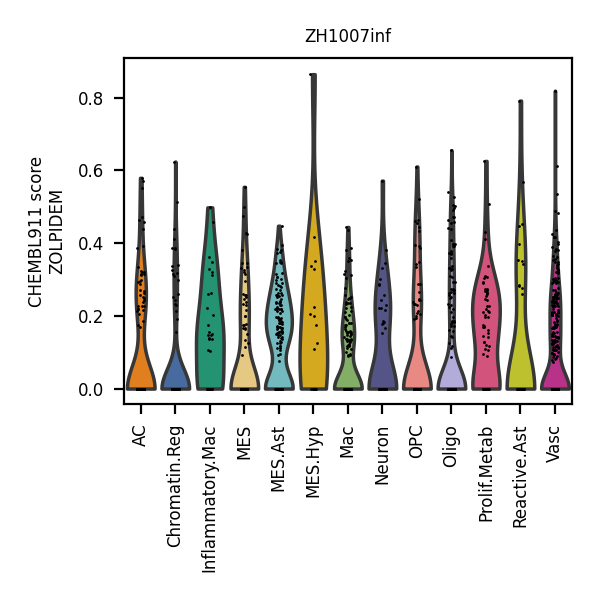 ZH1007inf
CHEMBL911 score
ZOLPIDEM
0.8
0.6
0.4
0.2
0.0
AC
Chromatin.Reg
Inflammatory.Mac
MES
MES.Ast
MES.Hyp
Mac
Neuron
OPC
Oligo
Prolif.Metab
Reactive.Ast
Vasc